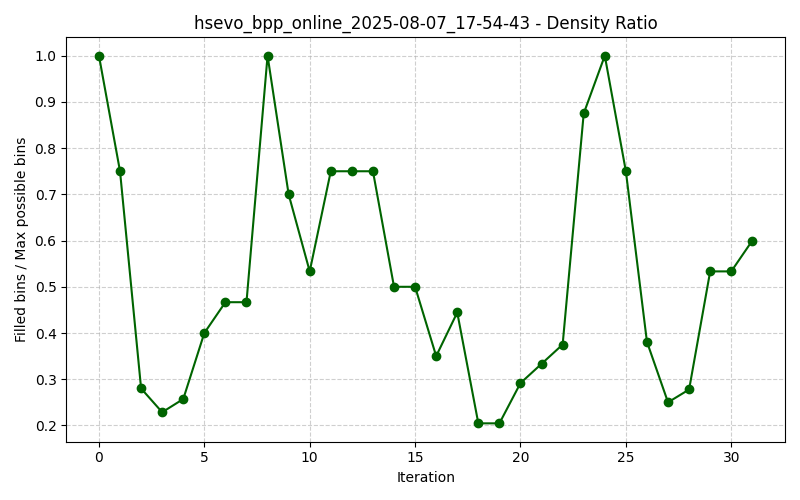 hsevo_bpp_online_2025-08-07_17-54-43 - Density Ratio
Filled bins / Max possible bins
1.0
0.9
0.8
0.7
0.6
0.5
0.4
0.3
0.2
0 5 10 15 20 25 30
Iteration